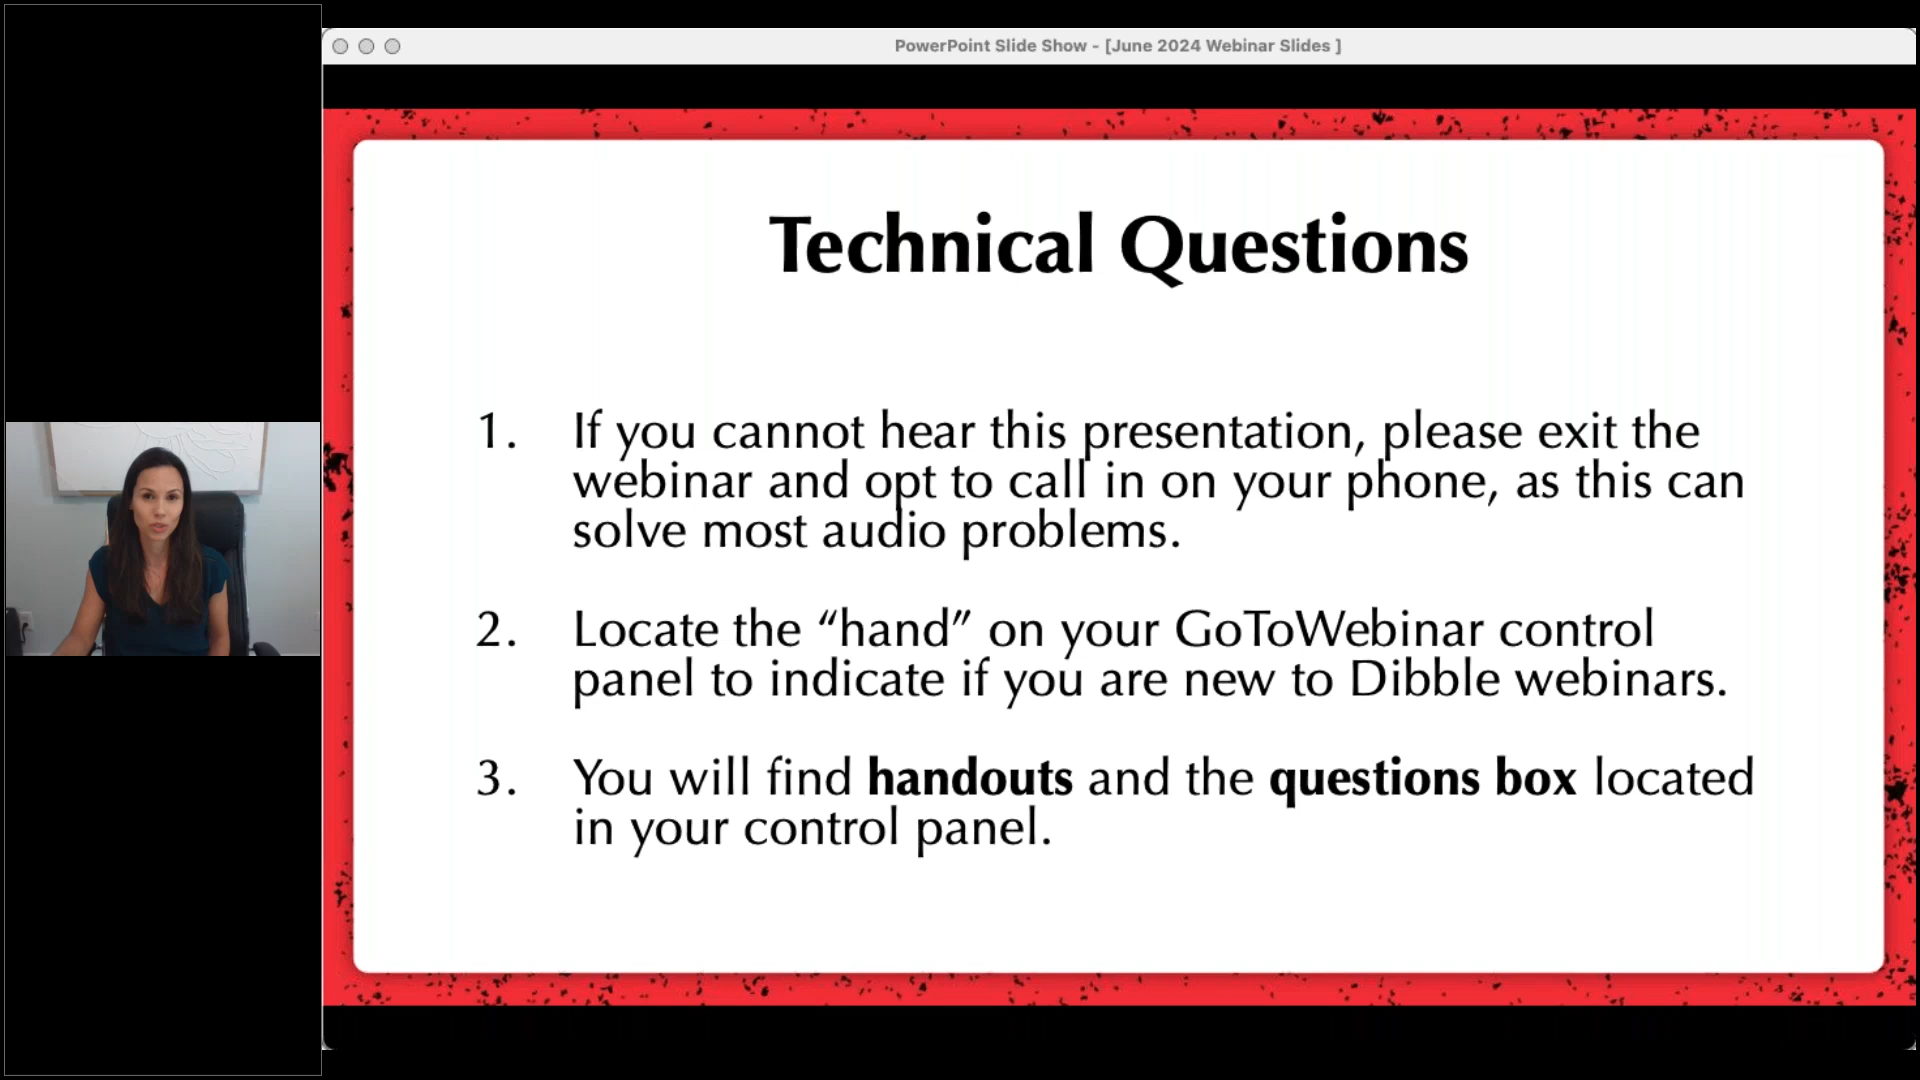 PowerPoint Slide Show - [June 2024 Webinar Slides ]
Technical Questions
1. If you cannot hear this presentation, please exit the
webinar and opt to call in on your phone, as this can
solve most audio problems.
2. Locate the “hand” on your GoToWebinar control
panel to indicate if you are new to Dibble webinars.
3. You will find handouts and the questions box located
in your control panel.